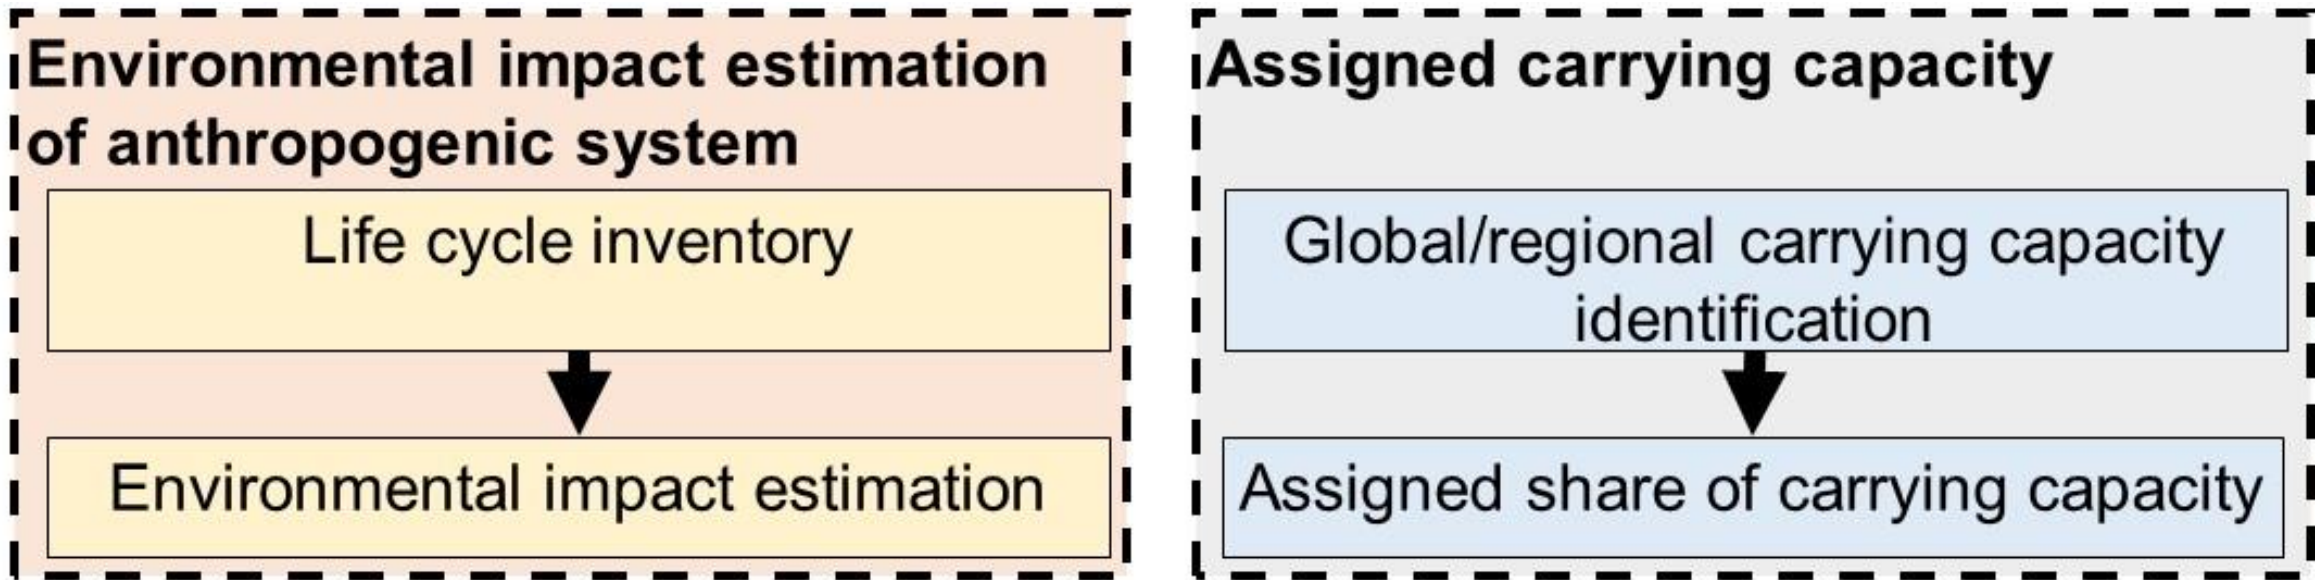 Environmental impact estimation
of anthropogenic system
Life cycle inventory
Environmental impact estimation
Assigned carrying capacity
Global/regional carrying capacity
identification
Assigned share of carrying capacity